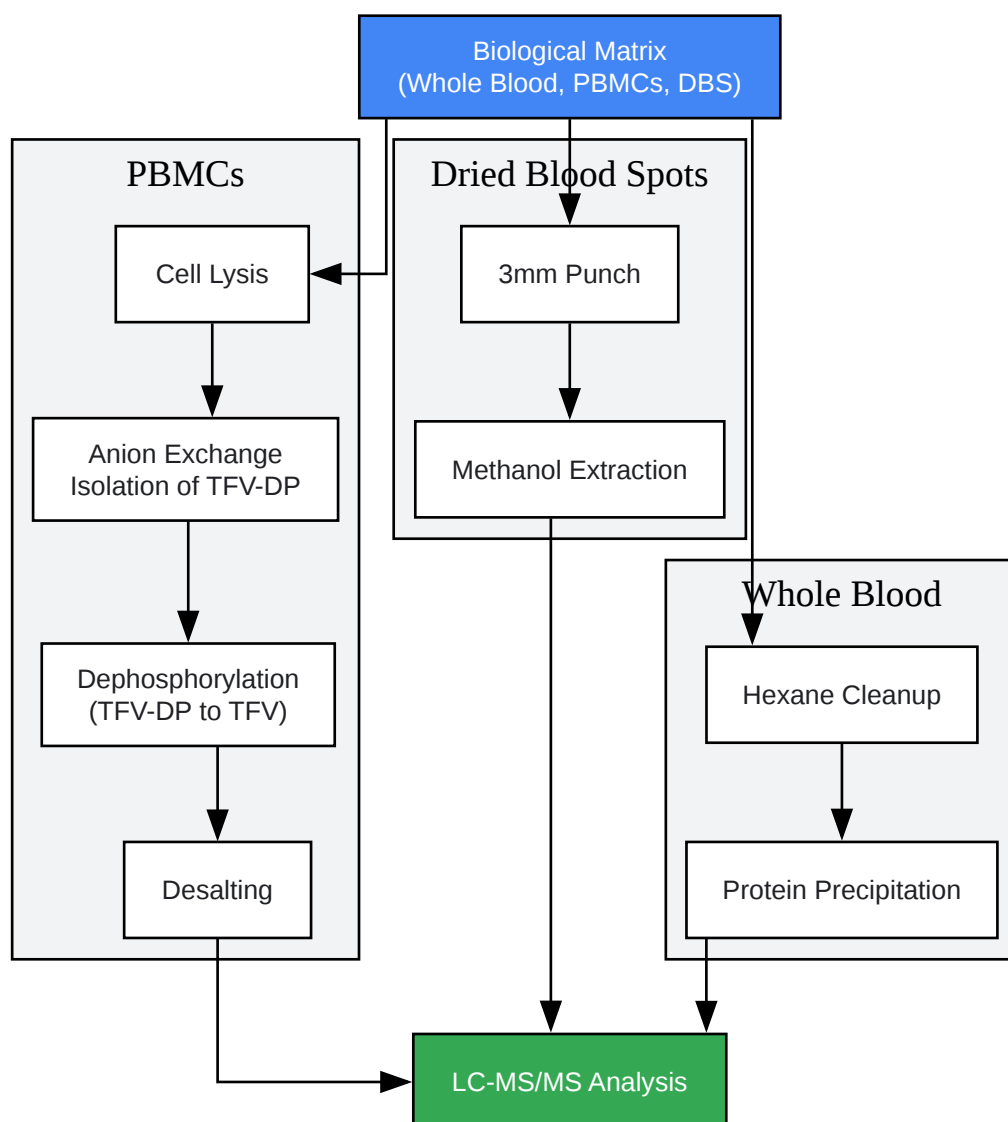 Biological Matrix
(Whole Blood, PBMCs, DBS)
PBMCs
Cell Lysis
Anion Exchange
Isolation of TFV-DP
Dephosphorylation
(TFV-DP to TFV)
Desalting
Dried Blood Spots
3mm Punch
Methanol Extraction
Whole Blood
Hexane Cleanup
Protein Precipitation
LC-MS/MS Analysis